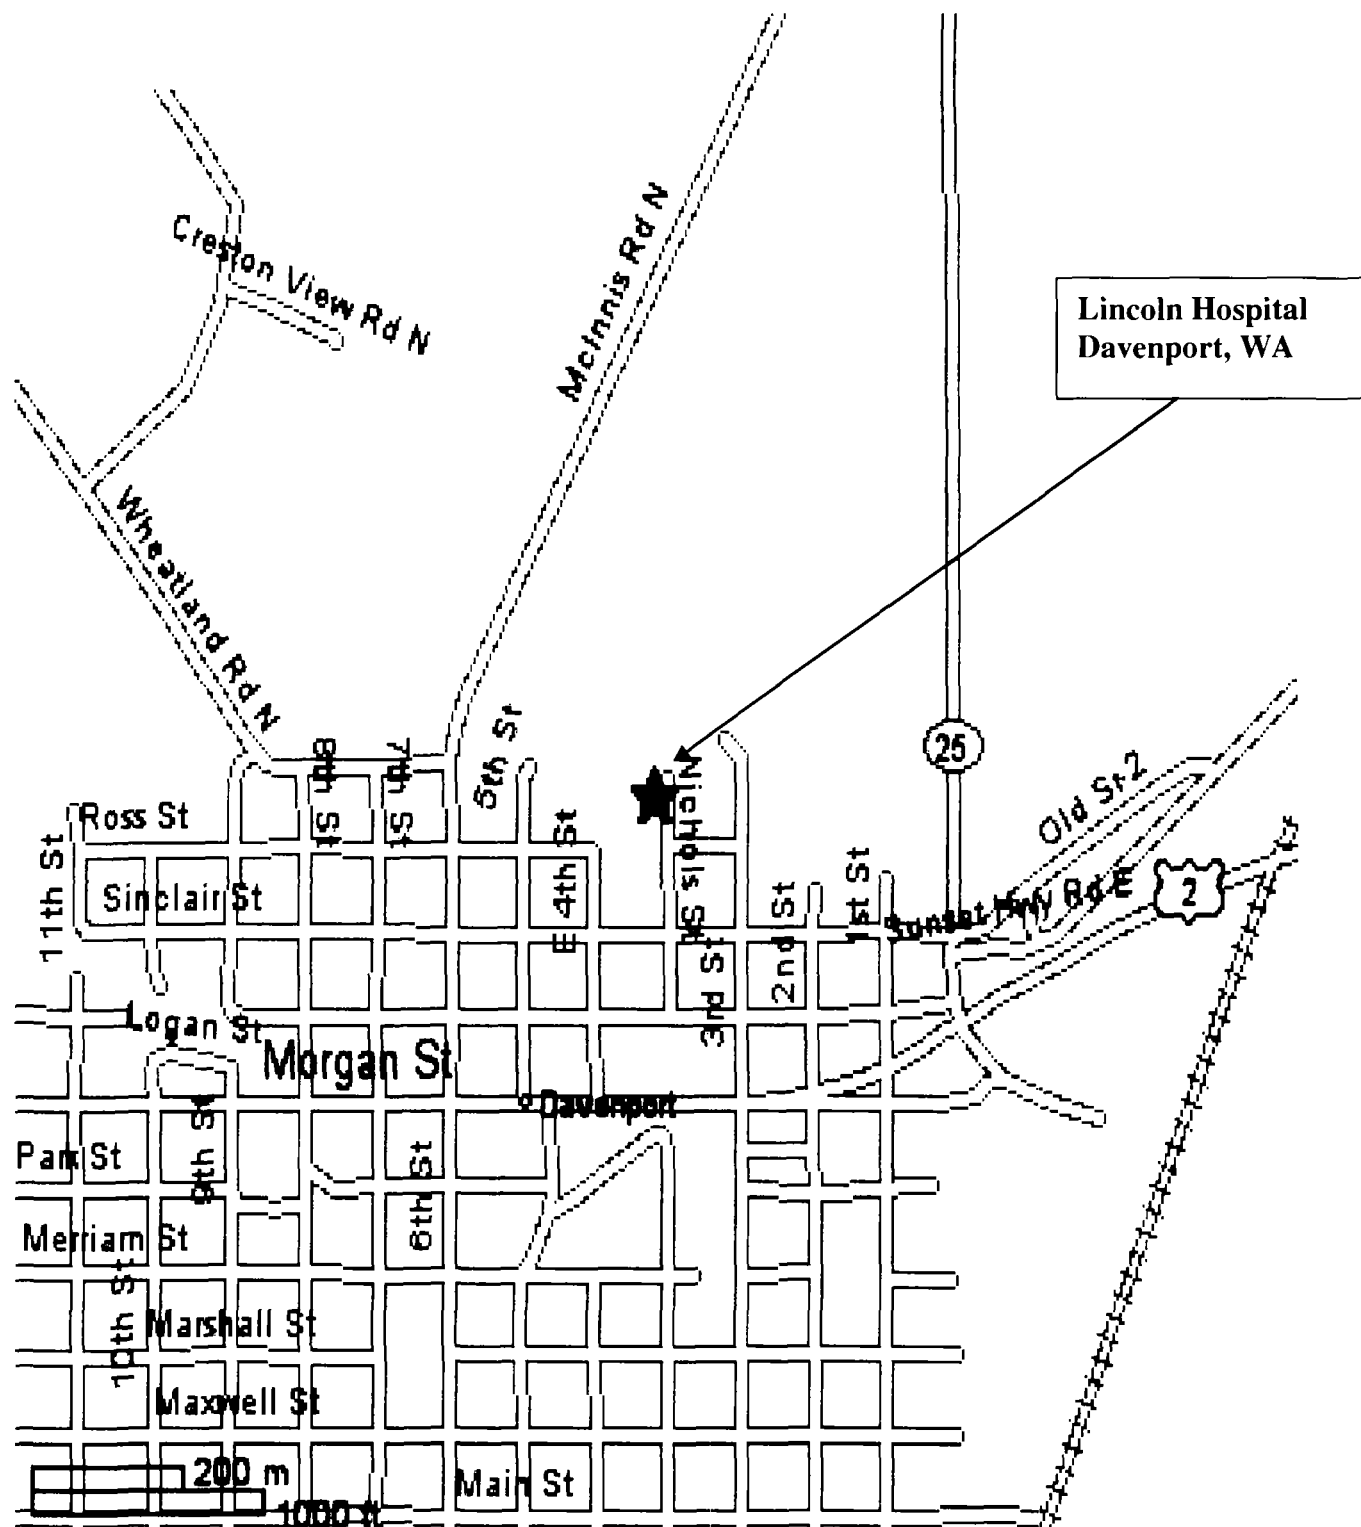 Creston View Rd N
McInnis Rd N
Lincoln Hospital
Davenport, WA
Wheatland Rd N
25
8th St
7th St
5th St
Nichols St
Old St 2
Ross St
11th St
E 4th St
1st St
2
Sinclair St
Sunset Hwy Rd E
2nd St
3rd St
Logan St
Morgan St
Davenport
Park St
9th St
6th St
Merriam St
10th St
Marshall St
Maxwell St
200 m
Main St
1000 ft